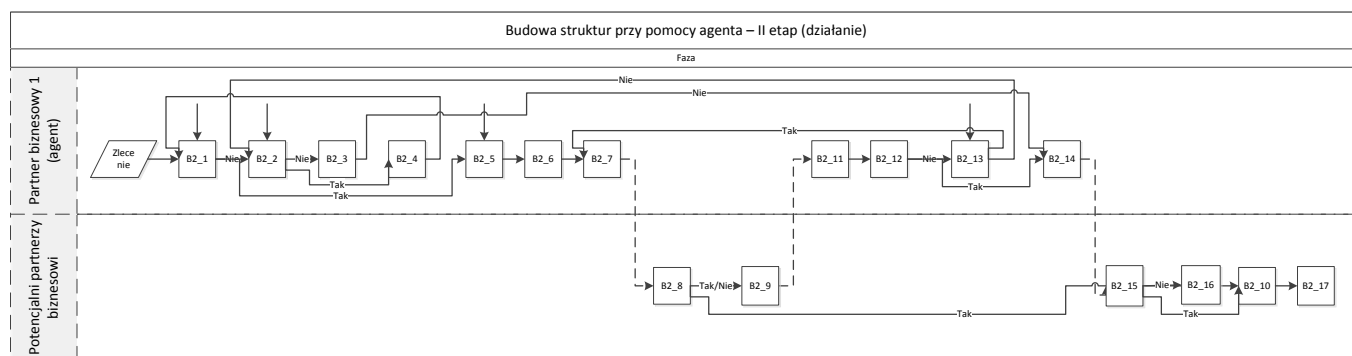 Budowa struktur przy pomocy agenta – II etap (działanie)
Faza
Partner biznesowy 1
(agent)
Nie
Nie
Tak
Zlece
nie
B2_1
Nie
B2_2
Nie
B2_3
B2_4
B2_5
B2_6
B2_7
B2_11
B2_12
Nie
B2_13
B2_14
Tak
Tak
Tak
Potencjalni partnerzy
biznesowi
B2_8
Tak/Nie
B2_9
B2_15
Nie
B2_16
B2_10
B2_17
Tak
Tak